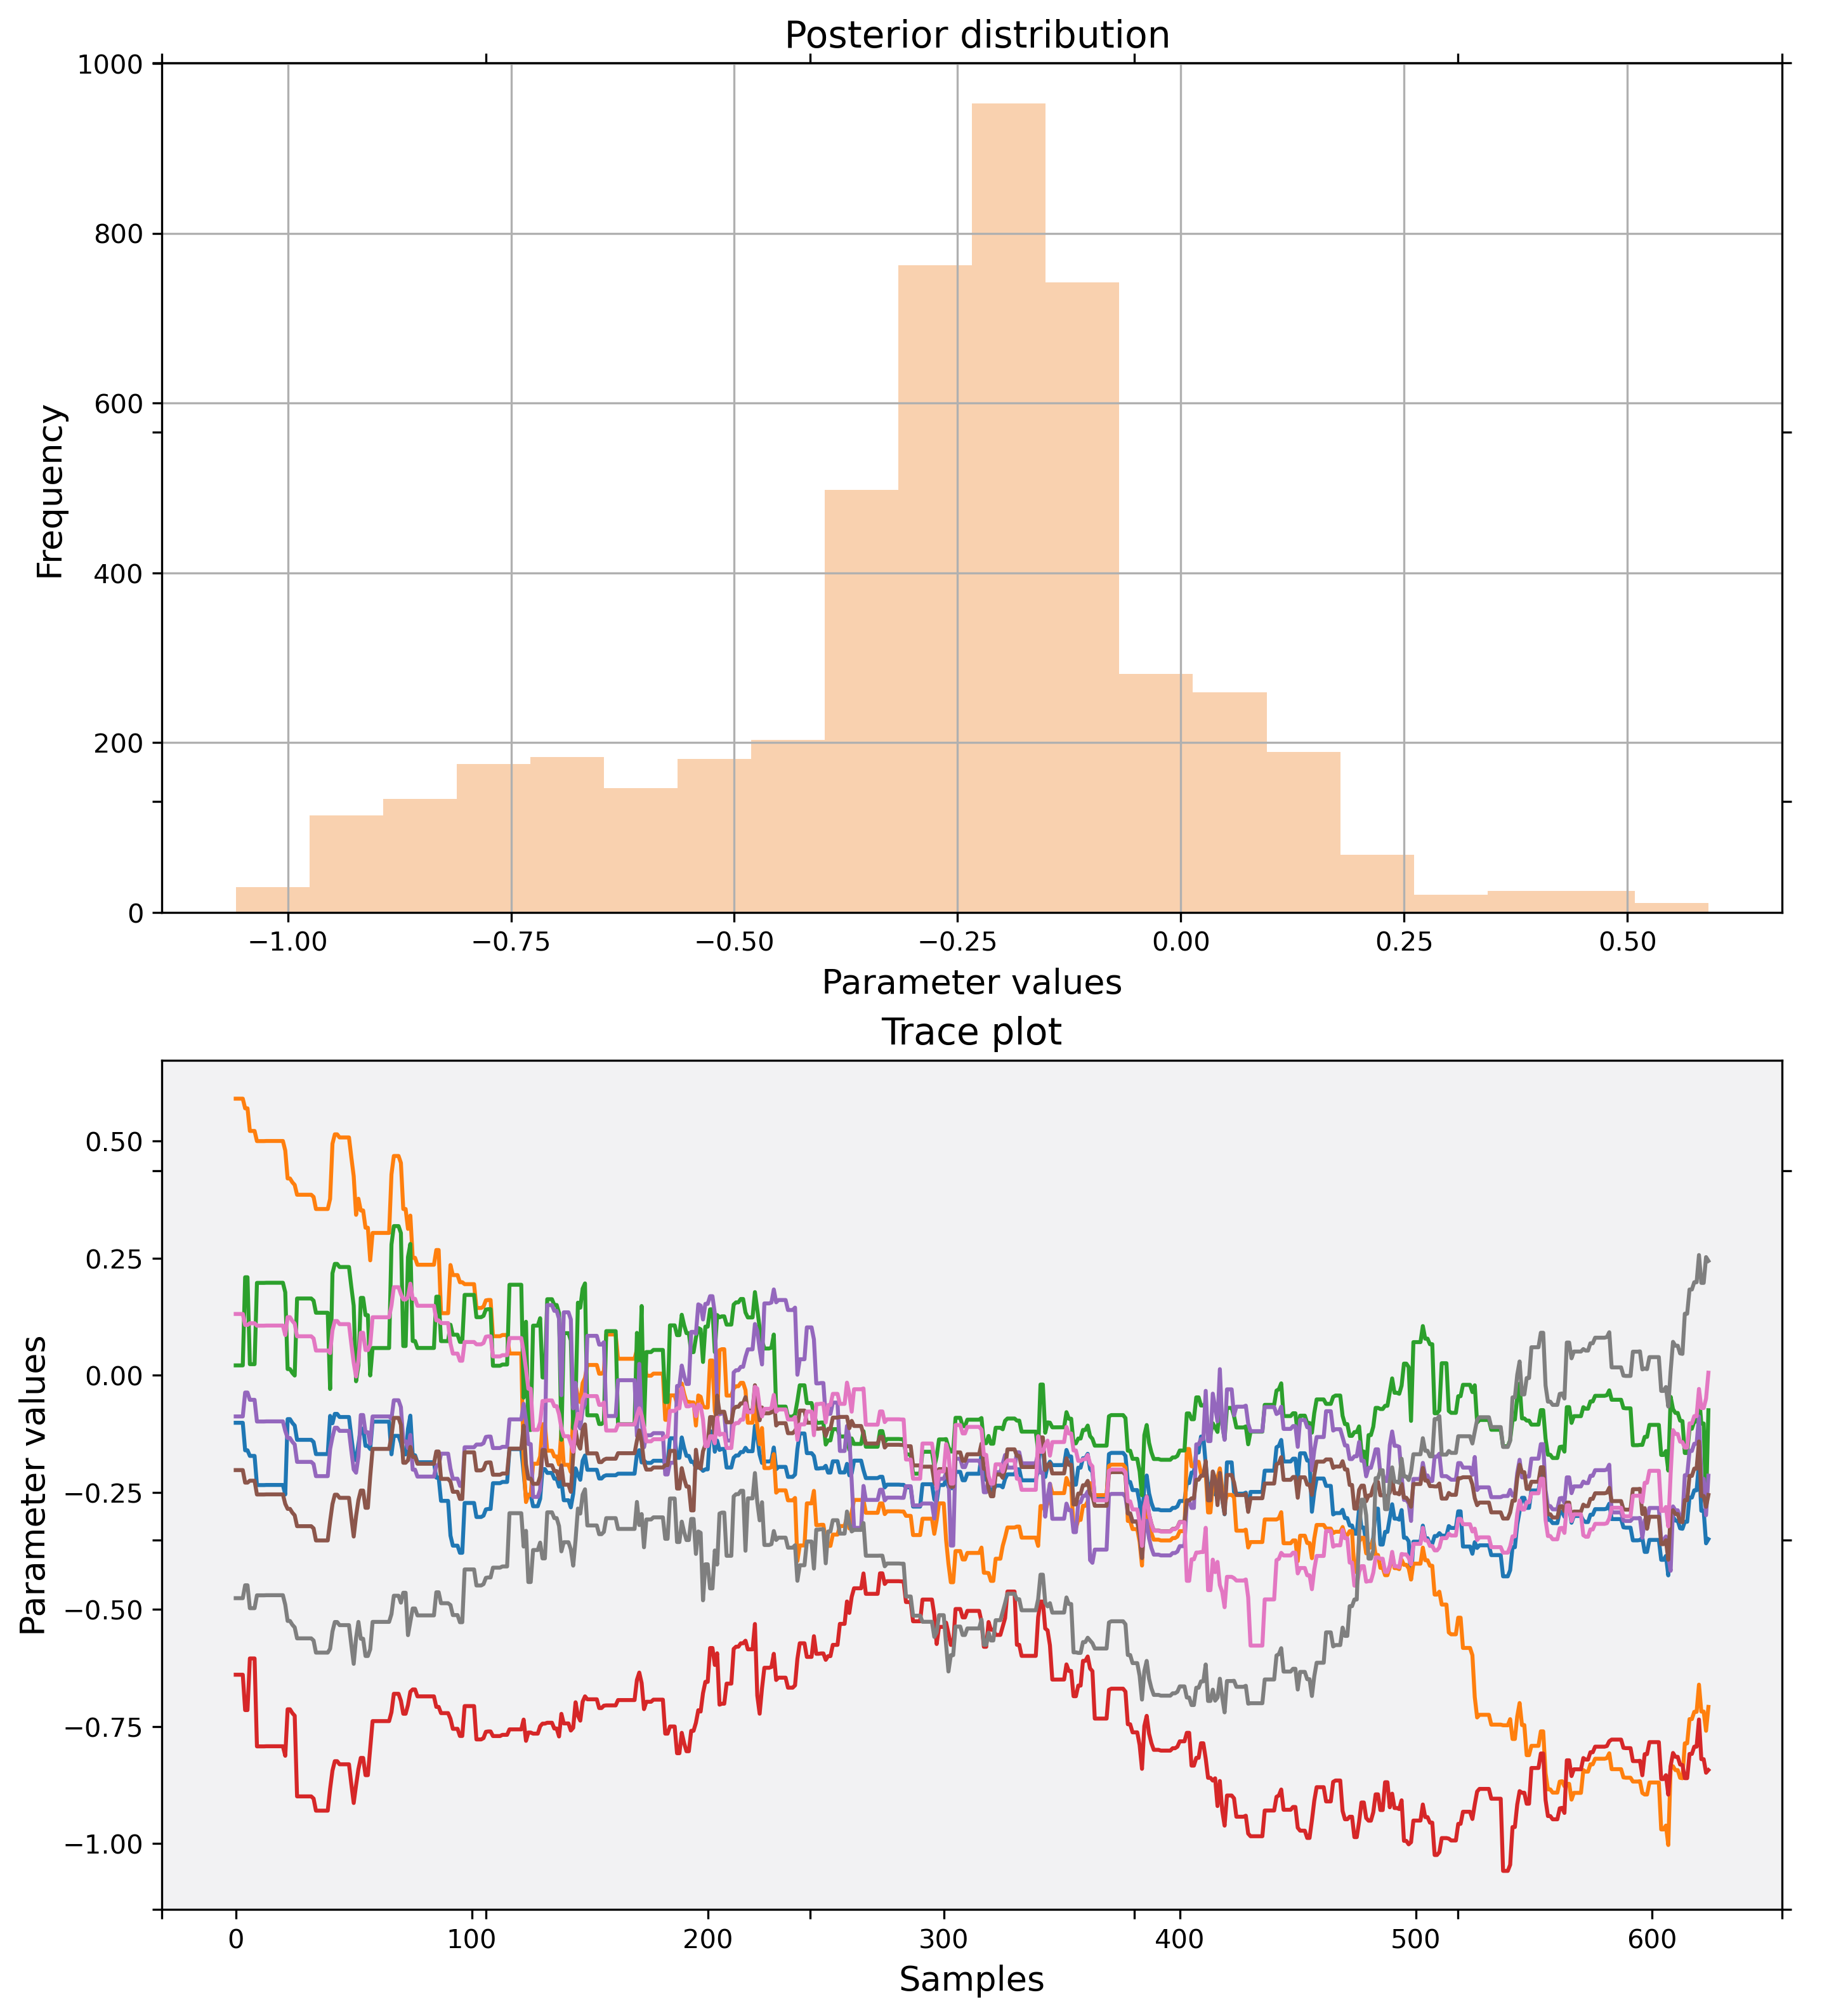 Posterior distribution
1000
800
600
400
200
0
Frequency
−1.00 −0.75 −0.50 −0.25 0.00 0.25 0.50
Parameter values
Trace plot
0.50
0.25
0.00
−0.25
−0.50
−0.75
−1.00
Parameter values
0 100 200 300 400 500 600
Samples